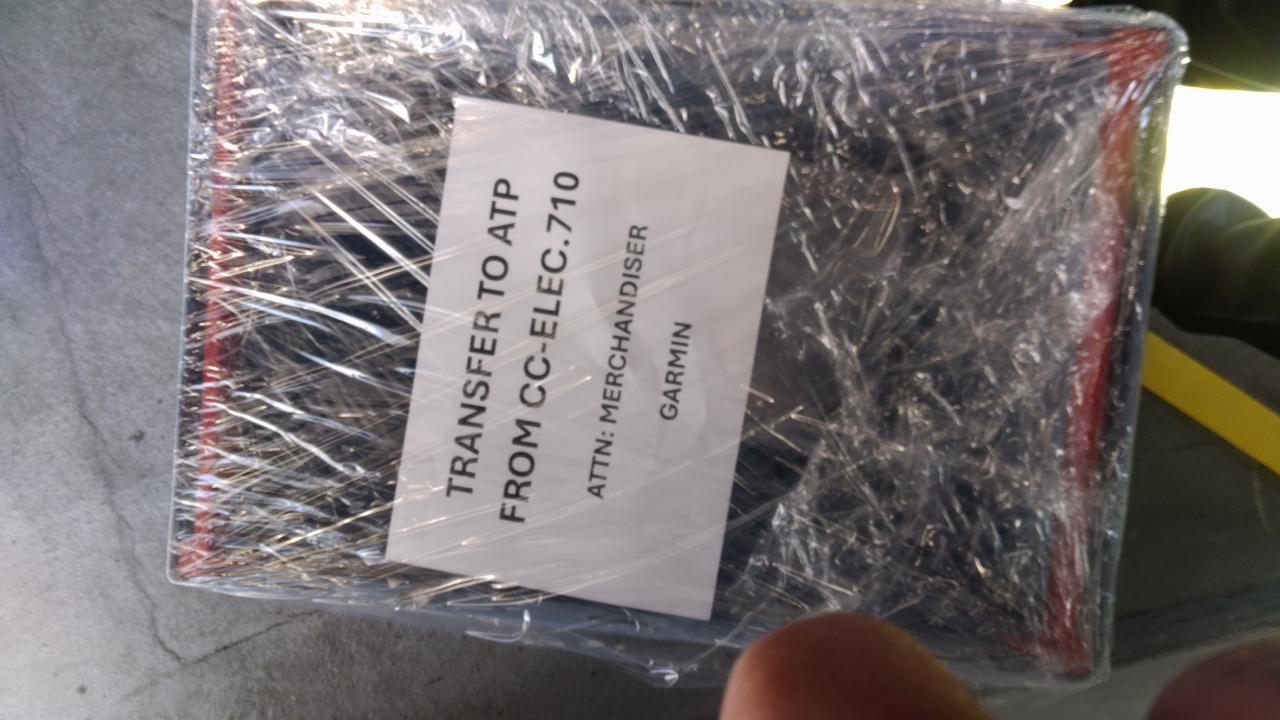 TRANSFER TO ATP
FROM CC-ELEC.710
ATTN: MERCHANDISER
GARMIN